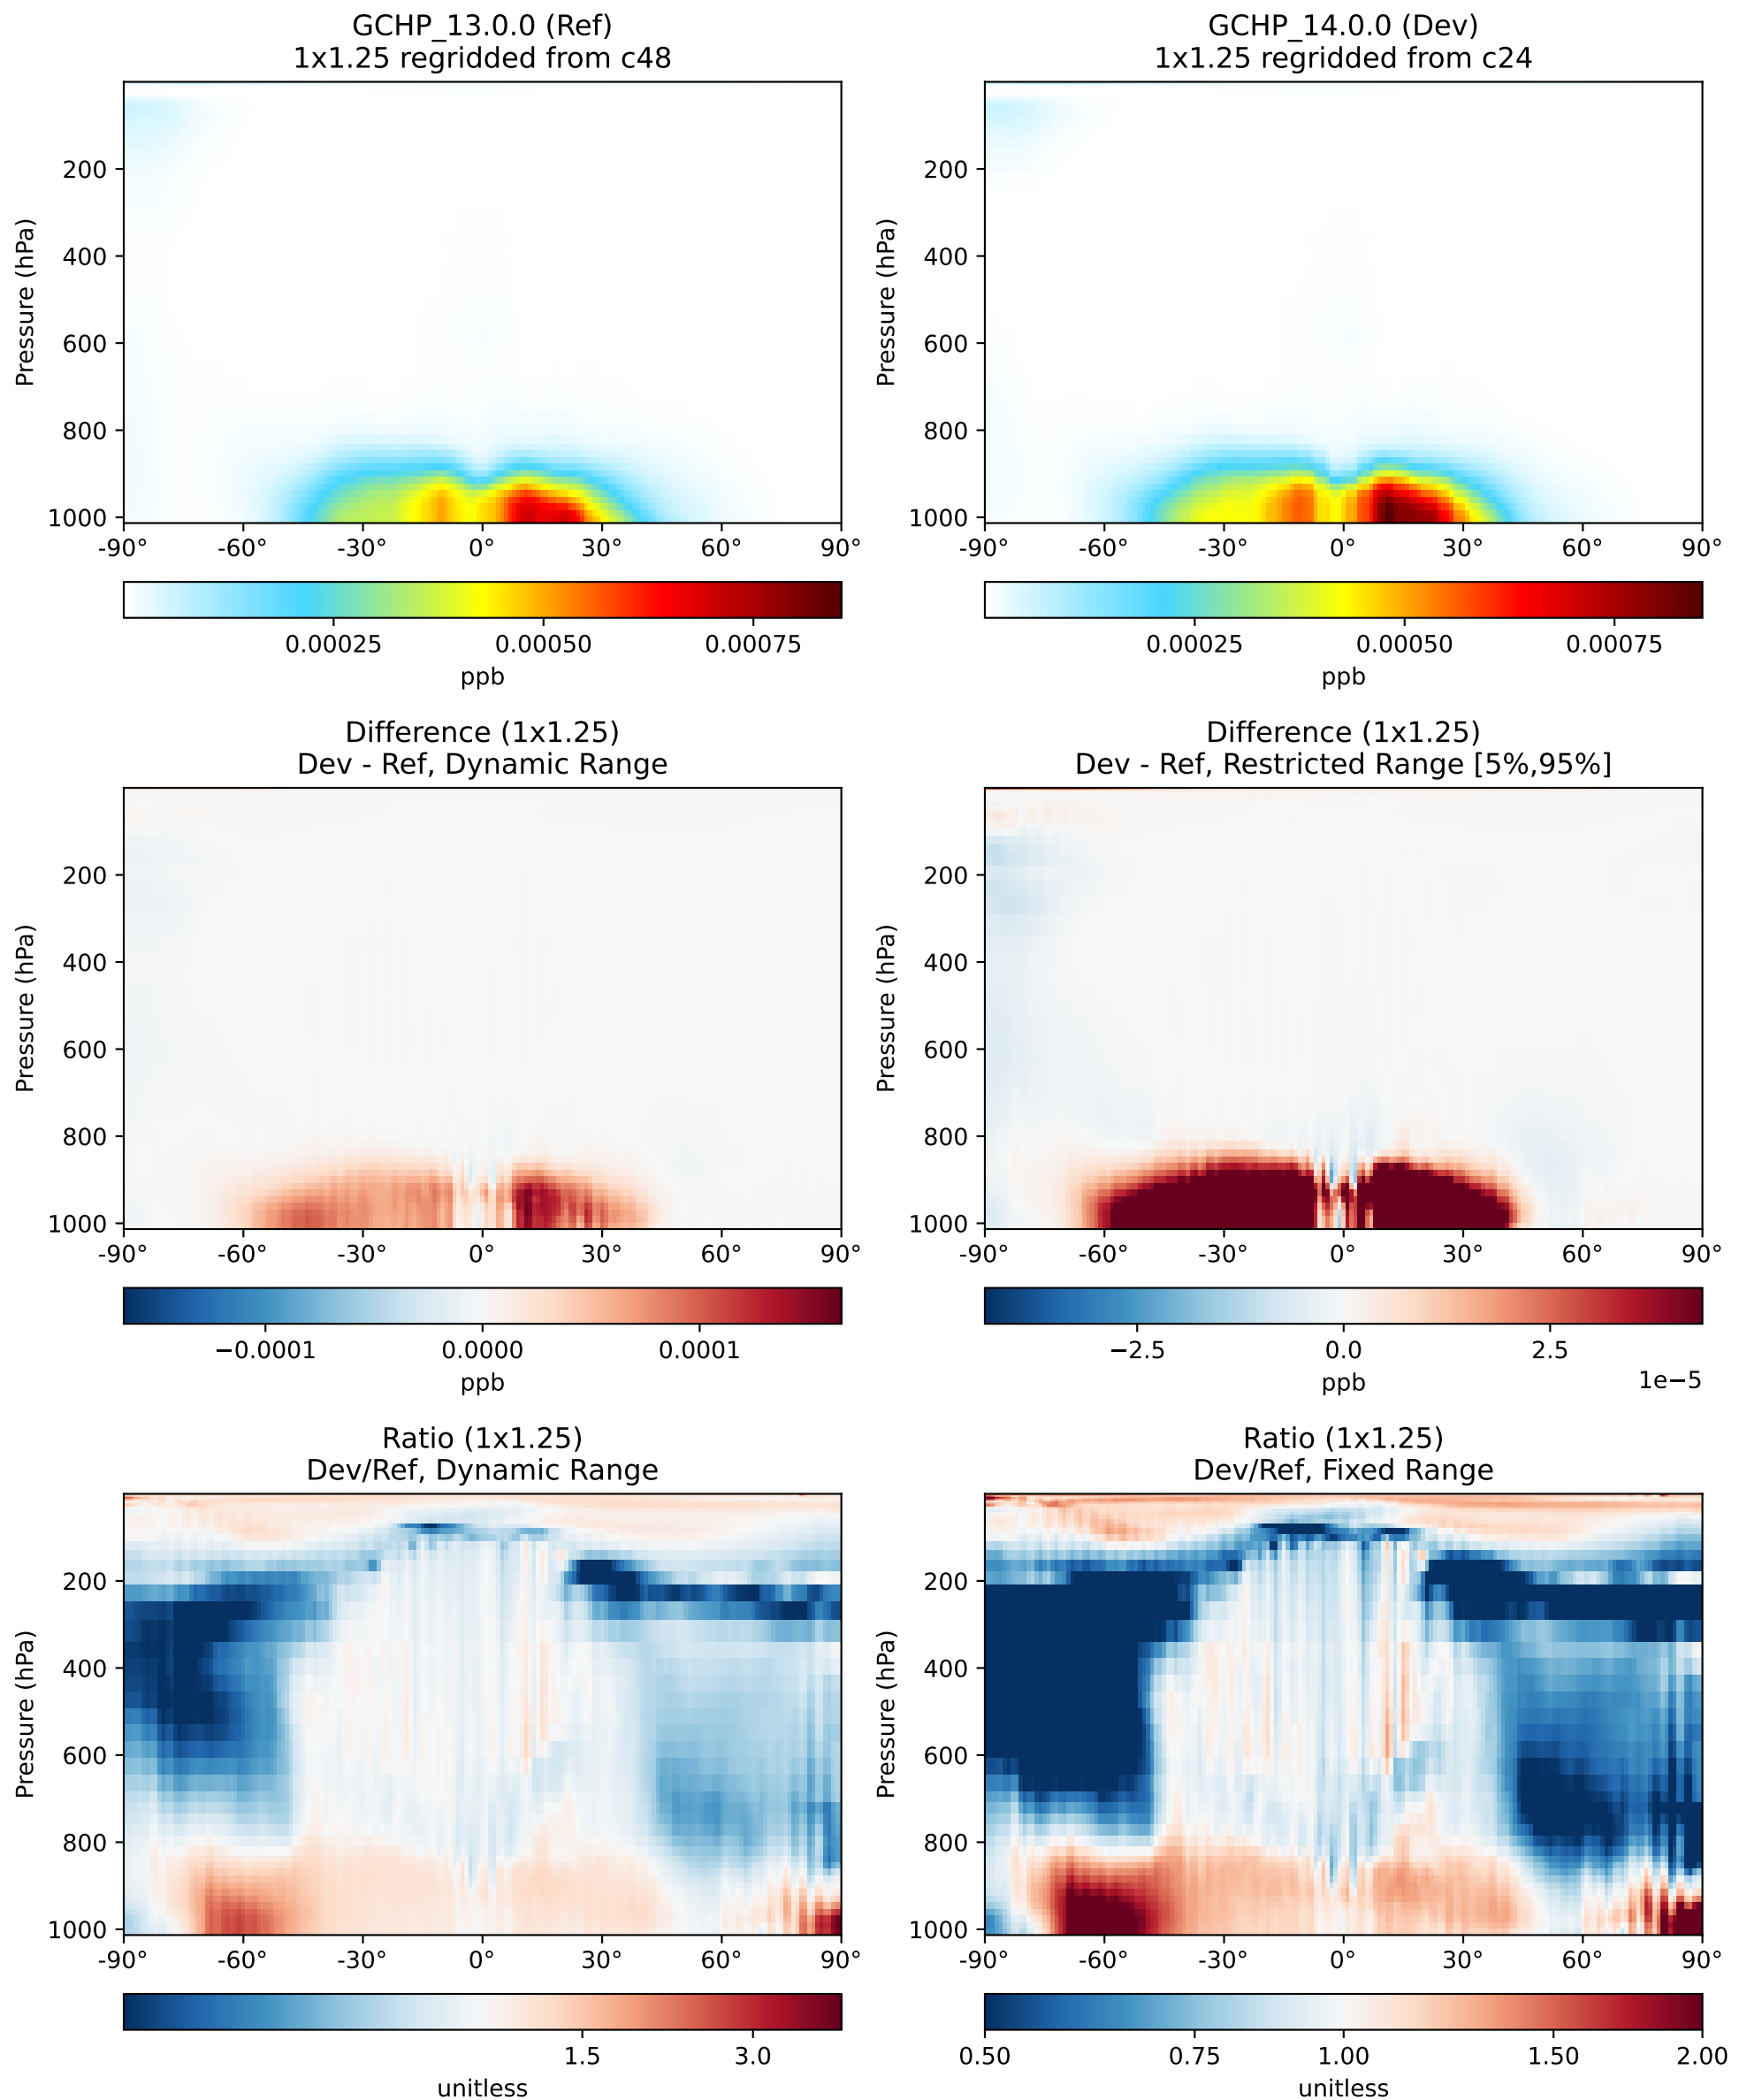 GCHP_13.0.0 (Ref)
1x1.25 regridded from c48
Pressure (hPa)
200
400
600
800
1000
-90° -60° -30° 0° 30° 60° 90°
0.00025 0.00050 0.00075
ppb
GCHP_14.0.0 (Dev)
1x1.25 regridded from c24
Pressure (hPa)
200
400
600
800
1000
-90° -60° -30° 0° 30° 60° 90°
0.00025 0.00050 0.00075
ppb
Difference (1x1.25)
Dev - Ref, Dynamic Range
Pressure (hPa)
200
400
600
800
1000
-90° -60° -30° 0° 30° 60° 90°
−0.0001 0.0000 0.0001
ppb
Difference (1x1.25)
Dev - Ref, Restricted Range [5%,95%]
Pressure (hPa)
200
400
600
800
1000
-90° -60° -30° 0° 30° 60° 90°
−2.5 0.0 2.5
ppb
1e−5
Ratio (1x1.25)
Dev/Ref, Dynamic Range
Pressure (hPa)
200
400
600
800
1000
-90° -60° -30° 0° 30° 60° 90°
1.5 3.0
unitless
Ratio (1x1.25)
Dev/Ref, Fixed Range
Pressure (hPa)
200
400
600
800
1000
-90° -60° -30° 0° 30° 60° 90°
0.50 0.75 1.00 1.50 2.00
unitless